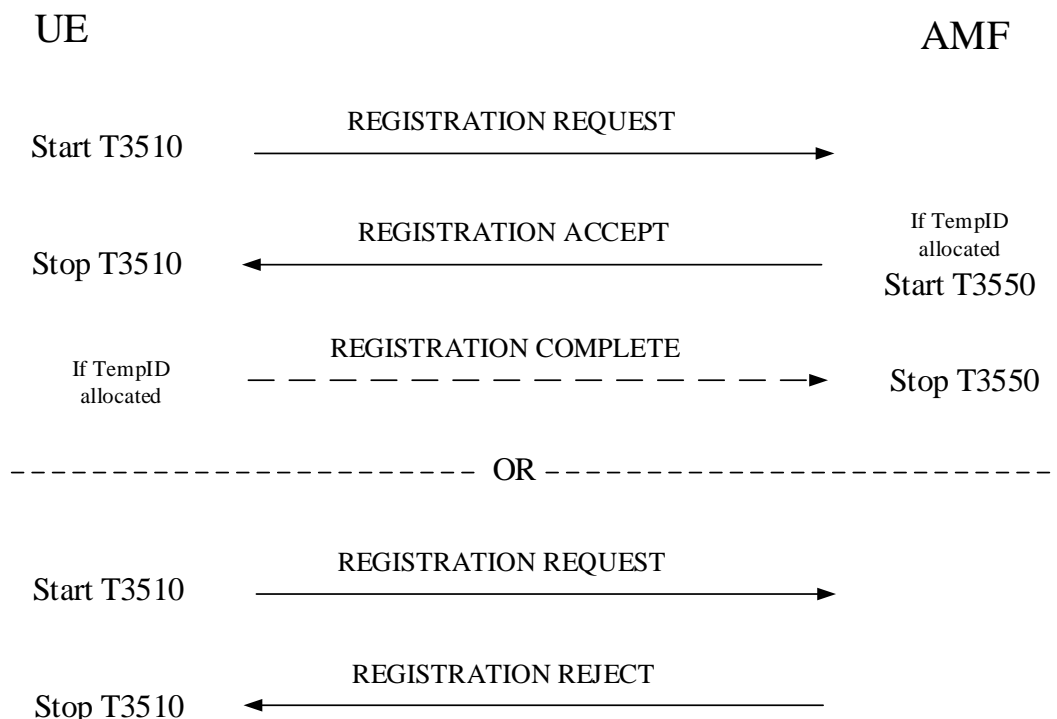 UE
AMF
REGISTRATION REQUEST
Start T3510
REGISTRATION ACCEPT
If TempID
allocated
Stop T3510
Start T3550
REGISTRATION COMPLETE
If TempID
allocated
Stop T3550
OR
REGISTRATION REQUEST
Start T3510
REGISTRATION REJECT
Stop T3510